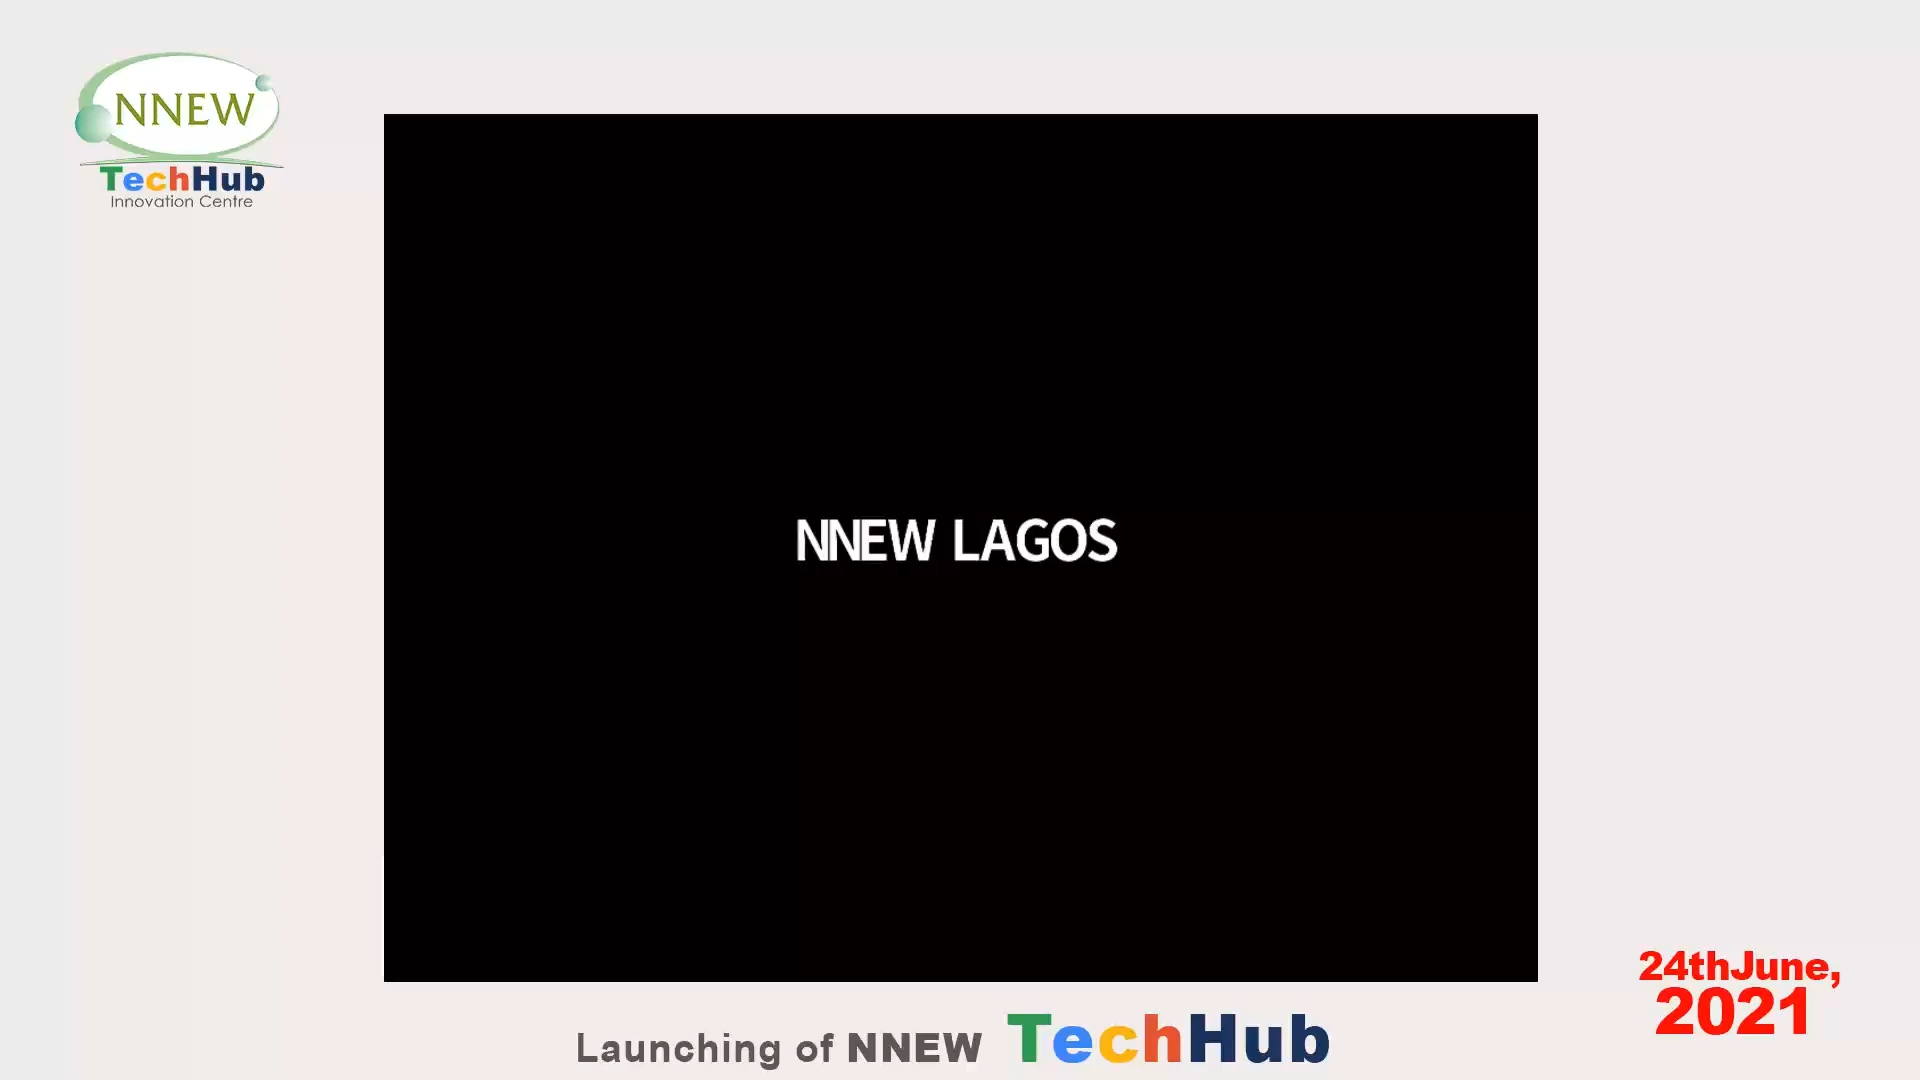 NNEW
TechHub
Innovation Centre
NNEW LAGOS
24thJune,
2021
Launching of NNEW TechHub